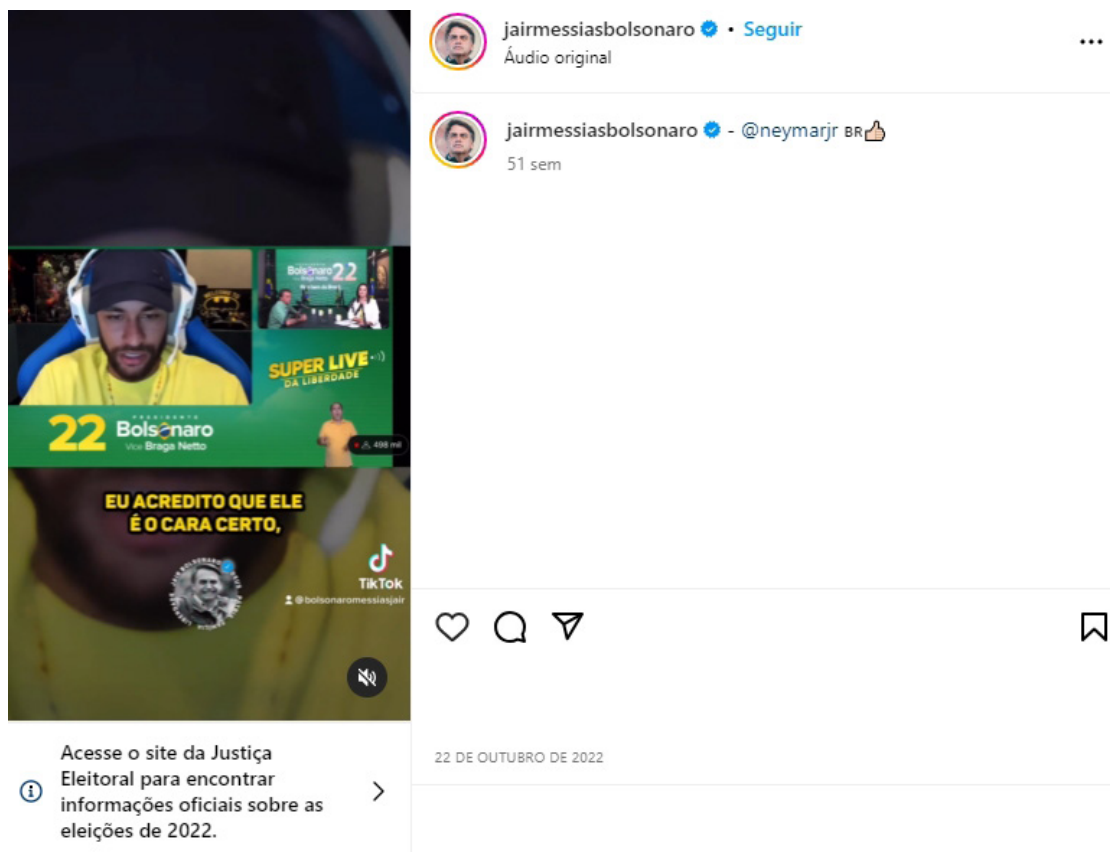 jairmessiasbolsonaro • Seguir
Áudio original
jairmessiasbolsonaro - @neymarjr BR
51 sem
Bolsonaro 22
SUPER LIVE
DA LIBERDADE
22 PRESIDENTE
Bolsonaro
Vice Braga Netto
498 mil
EU ACREDITO QUE ELE
É O CARA CERTO,
JAIR BOLSONARO
TikTok
@bolsonaromessiasjair
Acesse o site da Justiça
Eleitoral para encontrar
informações oficiais sobre as
eleições de 2022.
22 DE OUTUBRO DE 2022